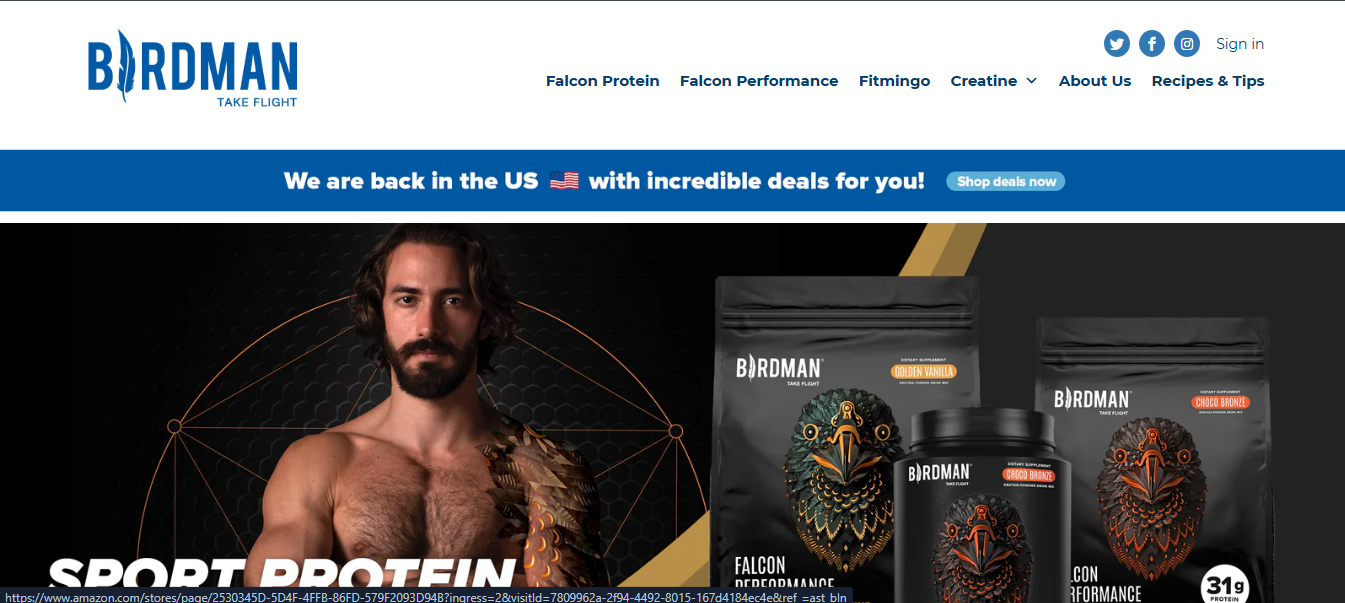 BIRDMAN
TAKE FLIGHT
Sign in
Falcon Protein Falcon Performance Fitmingo Creatine About Us Recipes & Tips
We are back in the US with incredible deals for you! Shop deals now
SPORT PROTEIN
BIRDMAN
TAKE FLIGHT
DIETARY SUPPLEMENT
GOLDEN VANILLA
PROTEIN POWDER DRINK MIX
FALCON
PERFORMANCE
BIRDMAN
TAKE FLIGHT
DIETARY SUPPLEMENT
CHOCO BRONZE
PROTEIN POWDER DRINK MIX
BIRDMAN
TAKE FLIGHT
DIETARY SUPPLEMENT
CHOCO BRONZE
PROTEIN POWDER DRINK MIX
LCON
RFORMANCE
31g
PROTEIN
https://www.amazon.com/stores/page/2530345D-5D4F-4FFB-86FD-579F2093D94B?ingress=2&visitId=7809962a-2f94-4492-8015-167d4184ec4e&ref_=ast_bln